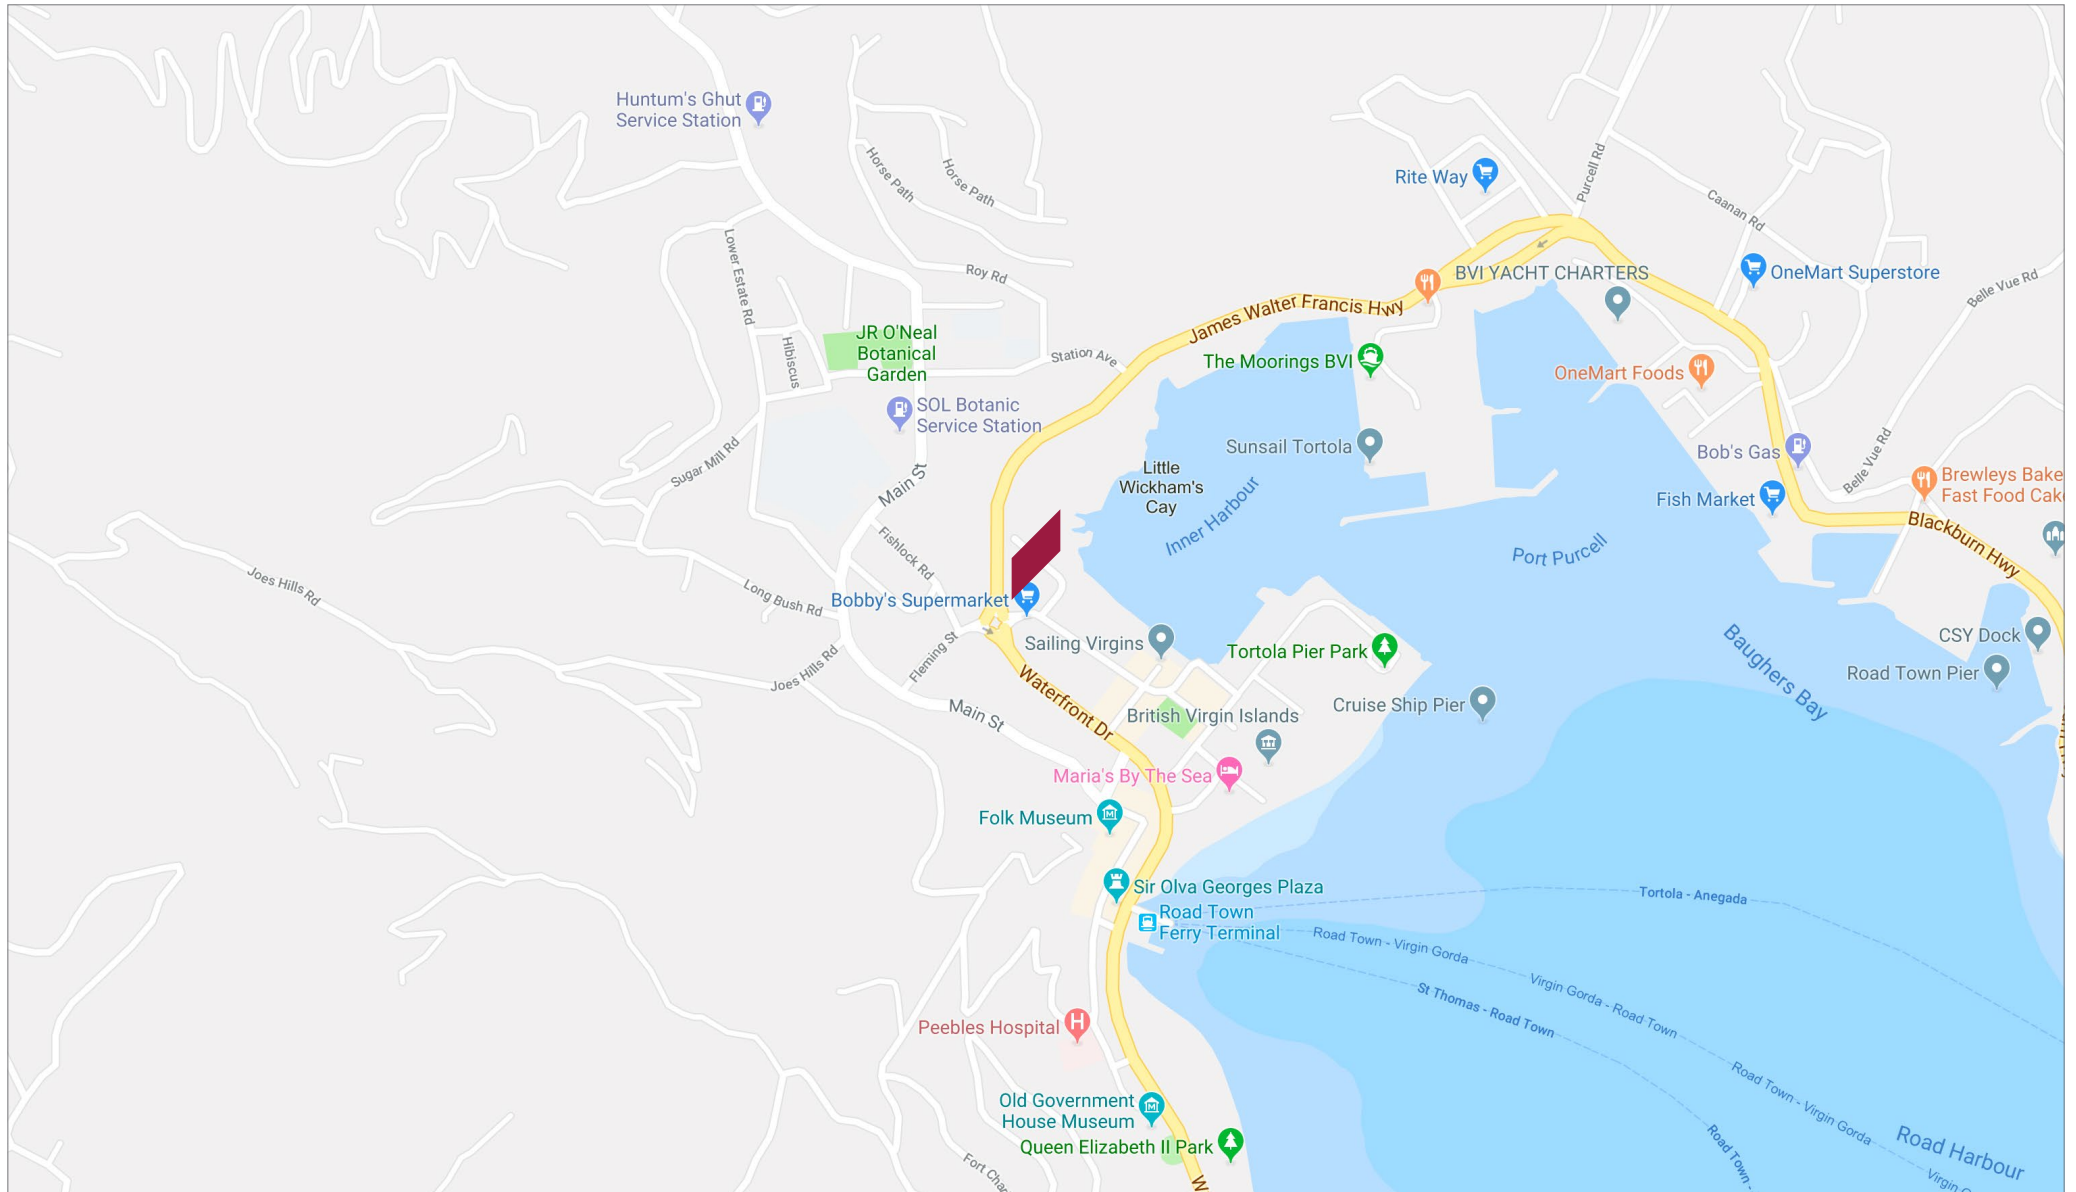 Huntum's Ghut
Service Station
Horse Path
Horse Path
Rite Way
Purcell Rd
Caanan Rd
Lower Estate Rd
Roy Rd
BVI YACHT CHARTERS
OneMart Superstore
Belle Vue Rd
James Walter Francis Hwy
JR O'Neal
Botanical
Garden
Hibiscus
Station Ave
The Moorings BVI
OneMart Foods
SOL Botanic
Service Station
Sugar Mill Rd
Main St
Sunsail Tortola
Bob's Gas
Belle Vue Rd
Little
Wickham's
Cay
Inner Harbour
Fish Market
Brewleys Bake
Fast Food Cak
Blackburn Hwy
Port Purcell
Fishlock Rd
Joes Hills Rd
Long Bush Rd
Bobby's Supermarket
Sailing Virgins
Fleming St
Joes Hills Rd
Tortola Pier Park
Baughers Bay
CSY Dock
Road Town Pier
Waterfront Dr
Main St
British Virgin Islands
Cruise Ship Pier
Maria's By The Sea
Folk Museum
Sir Olva Georges Plaza
Road Town
Ferry Terminal
Tortola - Anegada
Road Town - Virgin Gorda
Virgin Gorda - Road Town
St Thomas - Road Town
Peebles Hospital
Road Town - Virgin Gorda
Old Government
House Museum
Queen Elizabeth II Park
Road Town -
Road Harbour
Virgin G
Fort Char
W